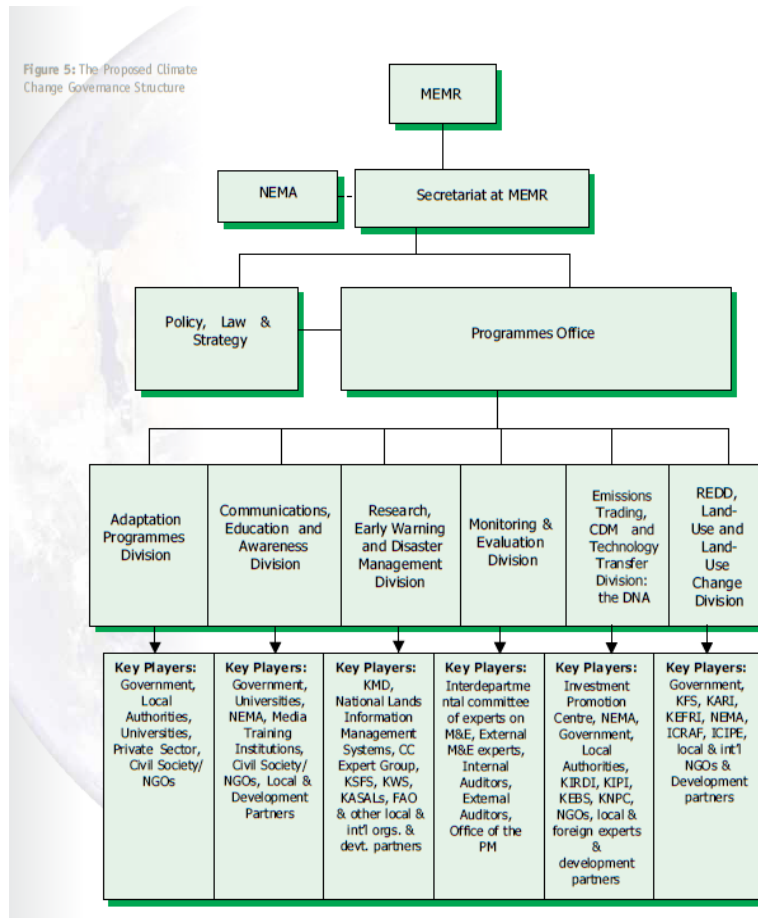 Figure 5: The Proposed Climate
Change Governance Structure
MEMR
NEMA
Secretariat at MEMR
Policy, Law &
Strategy
Programmes Office
Adaptation
Programmes
Division
Communications,
Education and
Awareness
Division
Research,
Early Warning
and Disaster
Management
Division
Monitoring &
Evaluation
Division
Emissions
Trading,
CDM and
Technology
Transfer
Division:
the DNA
REDD,
Land-
Use and
Land-
Use
Change
Division
Key Players:
Government,
Local
Authorities,
Universities,
Private Sector,
Civil Society/
NGOs
Key Players:
Government,
Universities,
NEMA, Media
Training
Institutions,
Civil Society/
NGOs, Local &
Development
Partners
Key Players:
KMD,
National Lands
Information
Management
Systems, CC
Expert Group,
KSFS, KWS,
KASALs, FAO
& other local &
int'l orgs. &
devt. partners
Key Players:
Interdepartme
ntal committee
of experts on
M&E, External
M&E experts,
Internal
Auditors,
External
Auditors,
Office of the
PM
Key Players:
Investment
Promotion
Centre, NEMA,
Government,
Local
Authorities,
KIRDI, KIPI,
KEBS, KNPC,
NGOs, local &
foreign experts
&
development
partners
Key Players:
Government,
KFS, KARI,
KEFRI, NEMA,
ICRAF, ICIPE,
local & int'l
NGOs &
Development
partners